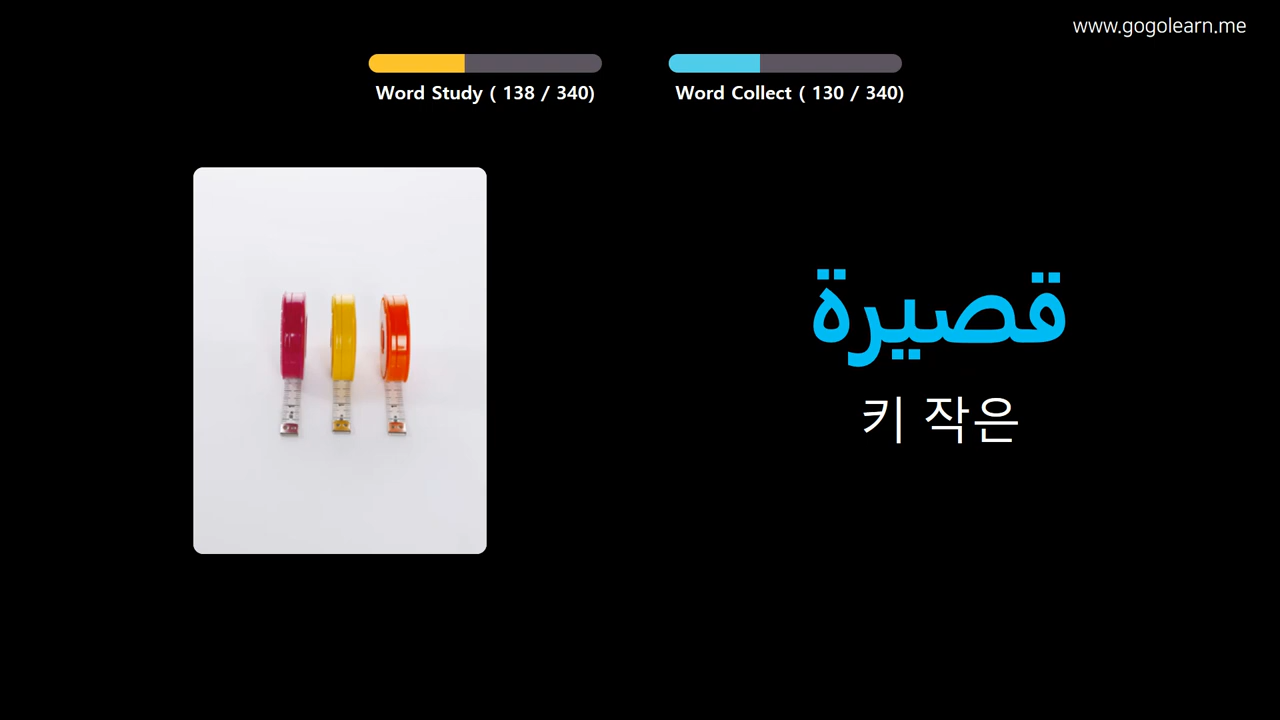 www.gogolearn.me
Word Study ( 138 / 340)
Word Collect ( 130 / 340)
قصيرة
키 작은